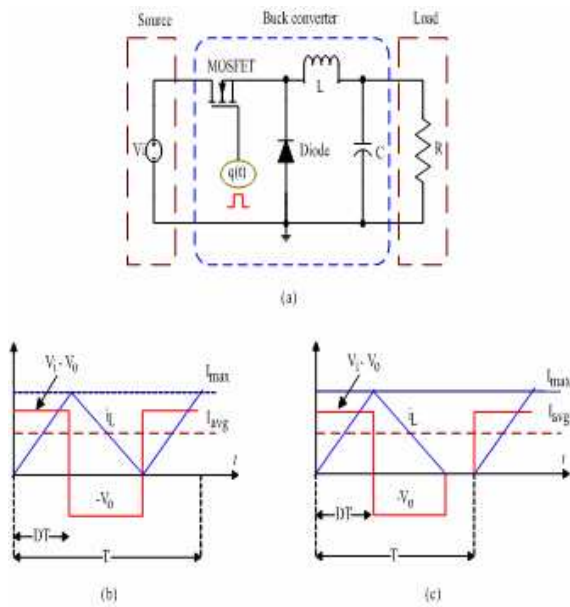 Source Buck converter Load
MOSFET
L
Vi
Diode
C
R
q(t)
(a)
Vi - V0
Imax
iL
Iavg
t
-V0
DT
T
(b)
Vi - V0
Imax
iL
Iavg
t
-V0
DT
T
(c)